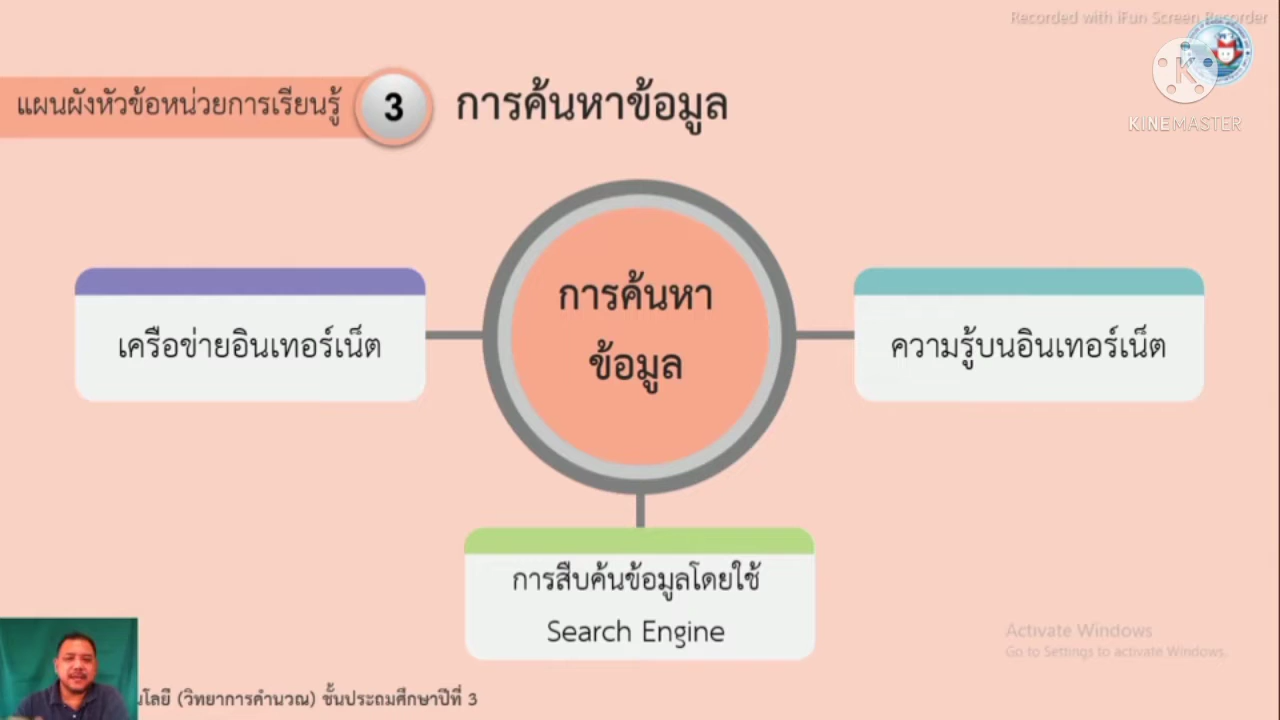 Recorded with iFun Screen Recorder
KINEMASTER
แผนผังหัวข้อหน่วยการเรียนรู้ 3 การค้นหาข้อมูล
การค้นหา
ข้อมูล
เครือข่ายอินเทอร์เน็ต
ความรู้บนอินเทอร์เน็ต
การสืบค้นข้อมูลโดยใช้
Search Engine
Activate Windows
Go to Settings to activate Windows.
นโลยี (วิทยาการคำนวณ) ชั้นประถมศึกษาปีที่ 3